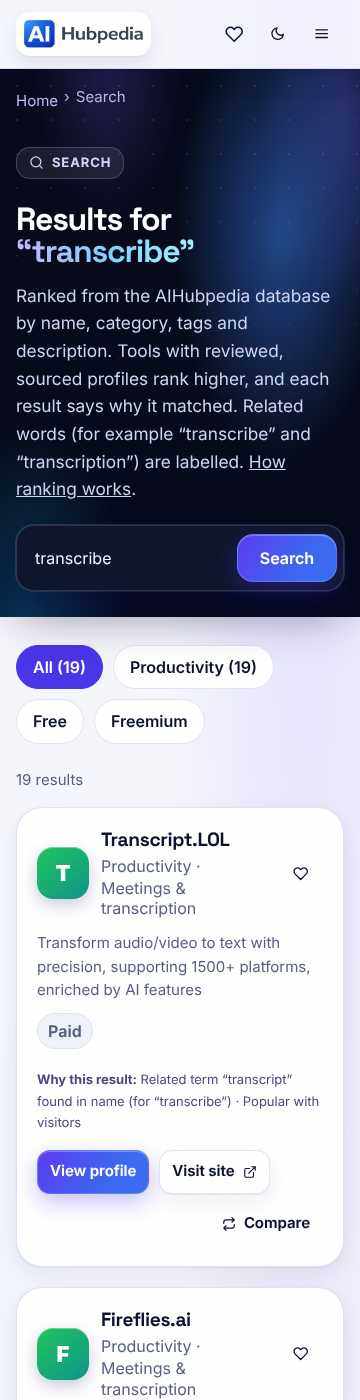 AI Hubpedia
Home › Search
SEARCH
Results for
“transcribe”
Ranked from the AIHubpedia database
by name, category, tags and
description. Tools with reviewed,
sourced profiles rank higher, and each
result says why it matched. Related
words (for example “transcribe” and
“transcription”) are labelled. How
ranking works.
transcribe
Search
All (19)
Productivity (19)
Free
Freemium
19 results
T
Transcript.LOL
Productivity ·
Meetings &
transcription
Transform audio/video to text with
precision, supporting 1500+ platforms,
enriched by AI features
Paid
Why this result: Related term “transcript”
found in name (for “transcribe”) · Popular with
visitors
View profile
Visit site
Compare
F
Fireflies.ai
Productivity ·
Meetings &
transcription